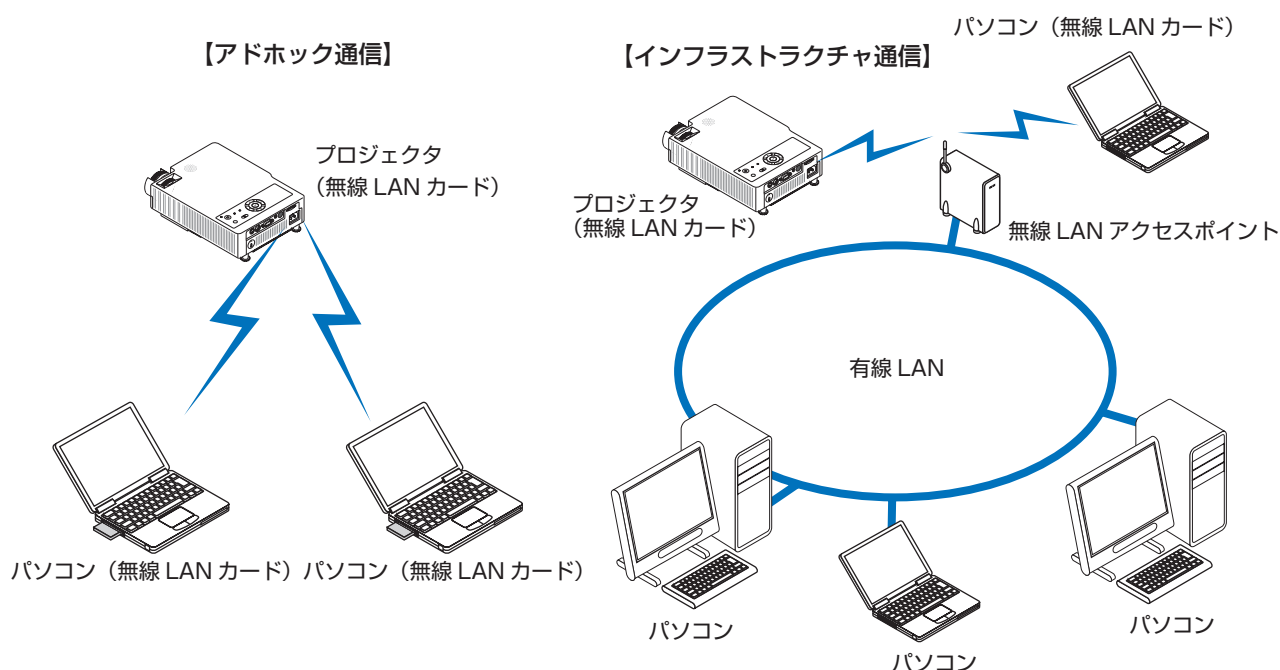 【アドホック通信】
プロジェクタ
（無線 LAN カード）
パソコン（無線 LAN カード）
パソコン（無線 LAN カード）
【インフラストラクチャ通信】
パソコン（無線 LAN カード）
プロジェクタ
（無線 LAN カード）
無線 LAN アクセスポイント
有線 LAN
パソコン
パソコン
パソコン